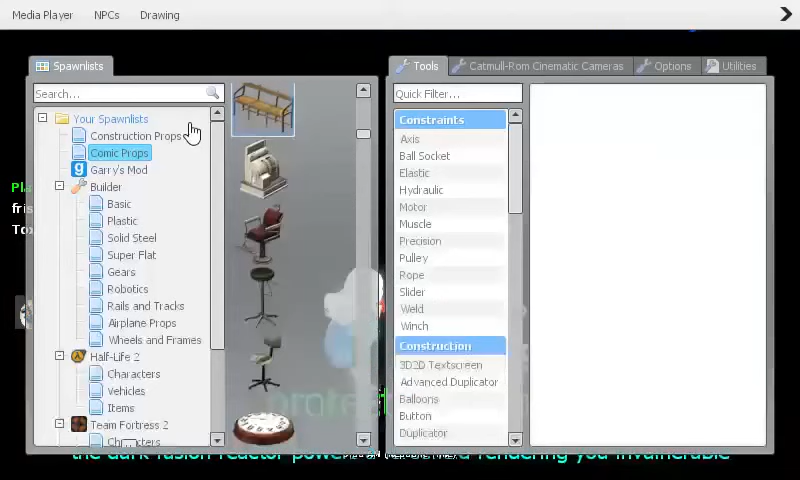 Media Player NPCs Drawing
Spawnlists
Search...
Your Spawnlists
Construction Props
Comic Props
Garry's Mod
Builder
Basic
Plastic
Solid Steel
Super Flat
Gears
Robotics
Rails and Tracks
Airplane Props
Wheels and Frames
Half-Life 2
Characters
Vehicles
Items
Team Fortress 2
Characters
Tools Catmull-Rom Cinematic Cameras Options Utilities
Quick Filter...
Constraints
Axis
Ball Socket
Elastic
Hydraulic
Motor
Muscle
Precision
Pulley
Rope
Slider
Weld
Winch
Construction
3D2D Textscreen
Advanced Duplicator
Balloons
Button
Duplicator
the dark fusion reactor rendering you invulnerable